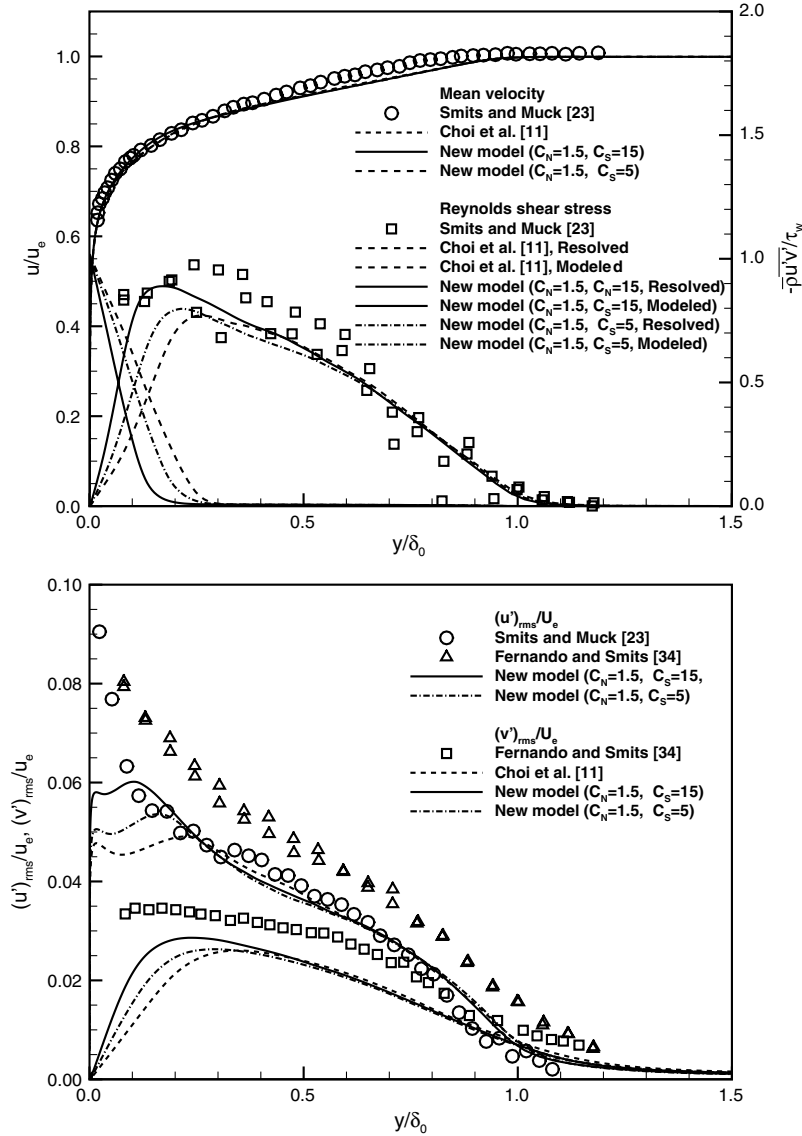 2.0
1.0
Mean velocity
Smits and Muck [23]
Choi et al. [11]
New model (C_N=1.5, C_S=15)
New model (C_N=1.5, C_S=5)
1.5
0.8
Reynolds shear stress
Smits and Muck [23]
Choi et al. [11], Resolved
Choi et al. [11], Modeled
New model (C_N=1.5, C_N=15, Resolved)
New model (C_N=1.5, C_S=15, Modeled)
New model (C_N=1.5, C_S=5, Resolved)
New model (C_N=1.5, C_S=5, Modeled)
0.6
u/u_e
1.0
-ρ̅u'v'/τ_w
0.4
0.5
0.2
0.0
0.0
0.0 0.5 1.0 1.5
y/δ_0
0.10
(u')_rms/U_e
Smits and Muck [23]
Fernando and Smits [34]
New model (C_N=1.5, C_S=15,
New model (C_N=1.5, C_S=5)
0.08
(v')_rms/U_e
Fernando and Smits [34]
Choi et al. [11]
New model (C_N=1.5, C_S=15)
New model (C_N=1.5, C_S=5)
0.06
(u')_rms/u_e, (v')_rms/u_e
0.04
0.02
0.00
0.0 0.5 1.0 1.5
y/δ_0